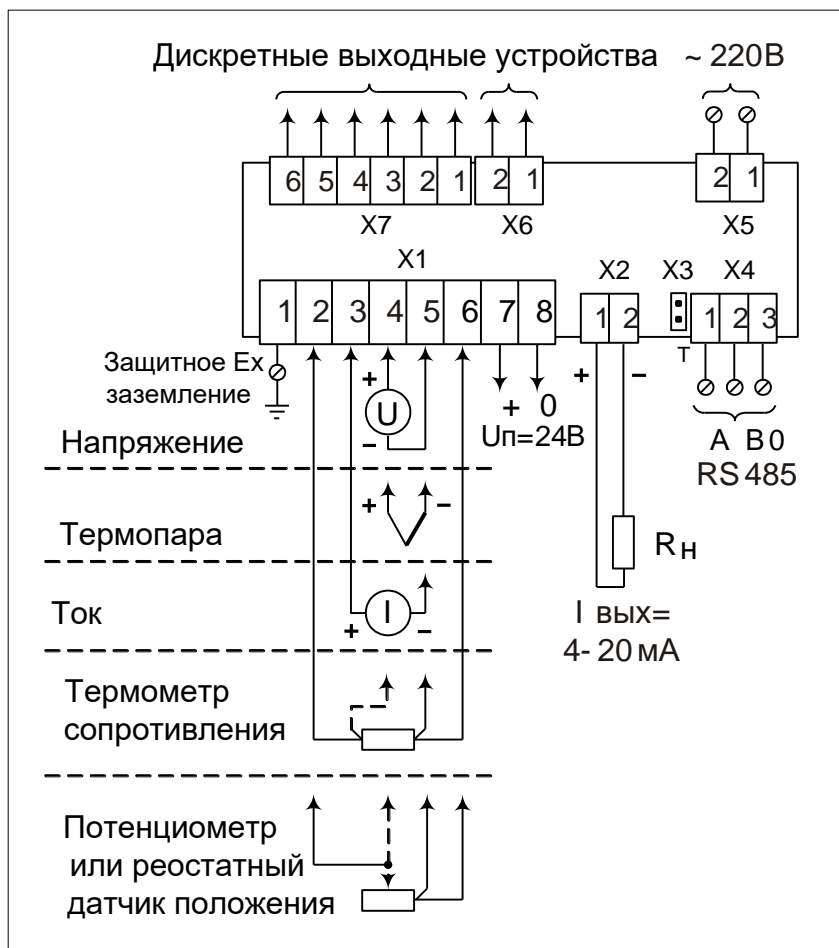 Дискретные выходные устройства ~ 220В
6 5 4 3 2 1 2 1 2 1
X7 X6 X5
X1 X2 X3 X4
1 2 3 4 5 6 7 8 1 2 1 2 3
T
Защитное Ex
заземление
+ U −
+ 0
Uп=24В
+ −
A B 0
RS 485
Напряжение
+ −
Термопара
Rн
Ток
+ I −
I вых=
4- 20 мА
Термометр
сопротивления
Потенциометр
или реостатный
датчик положения